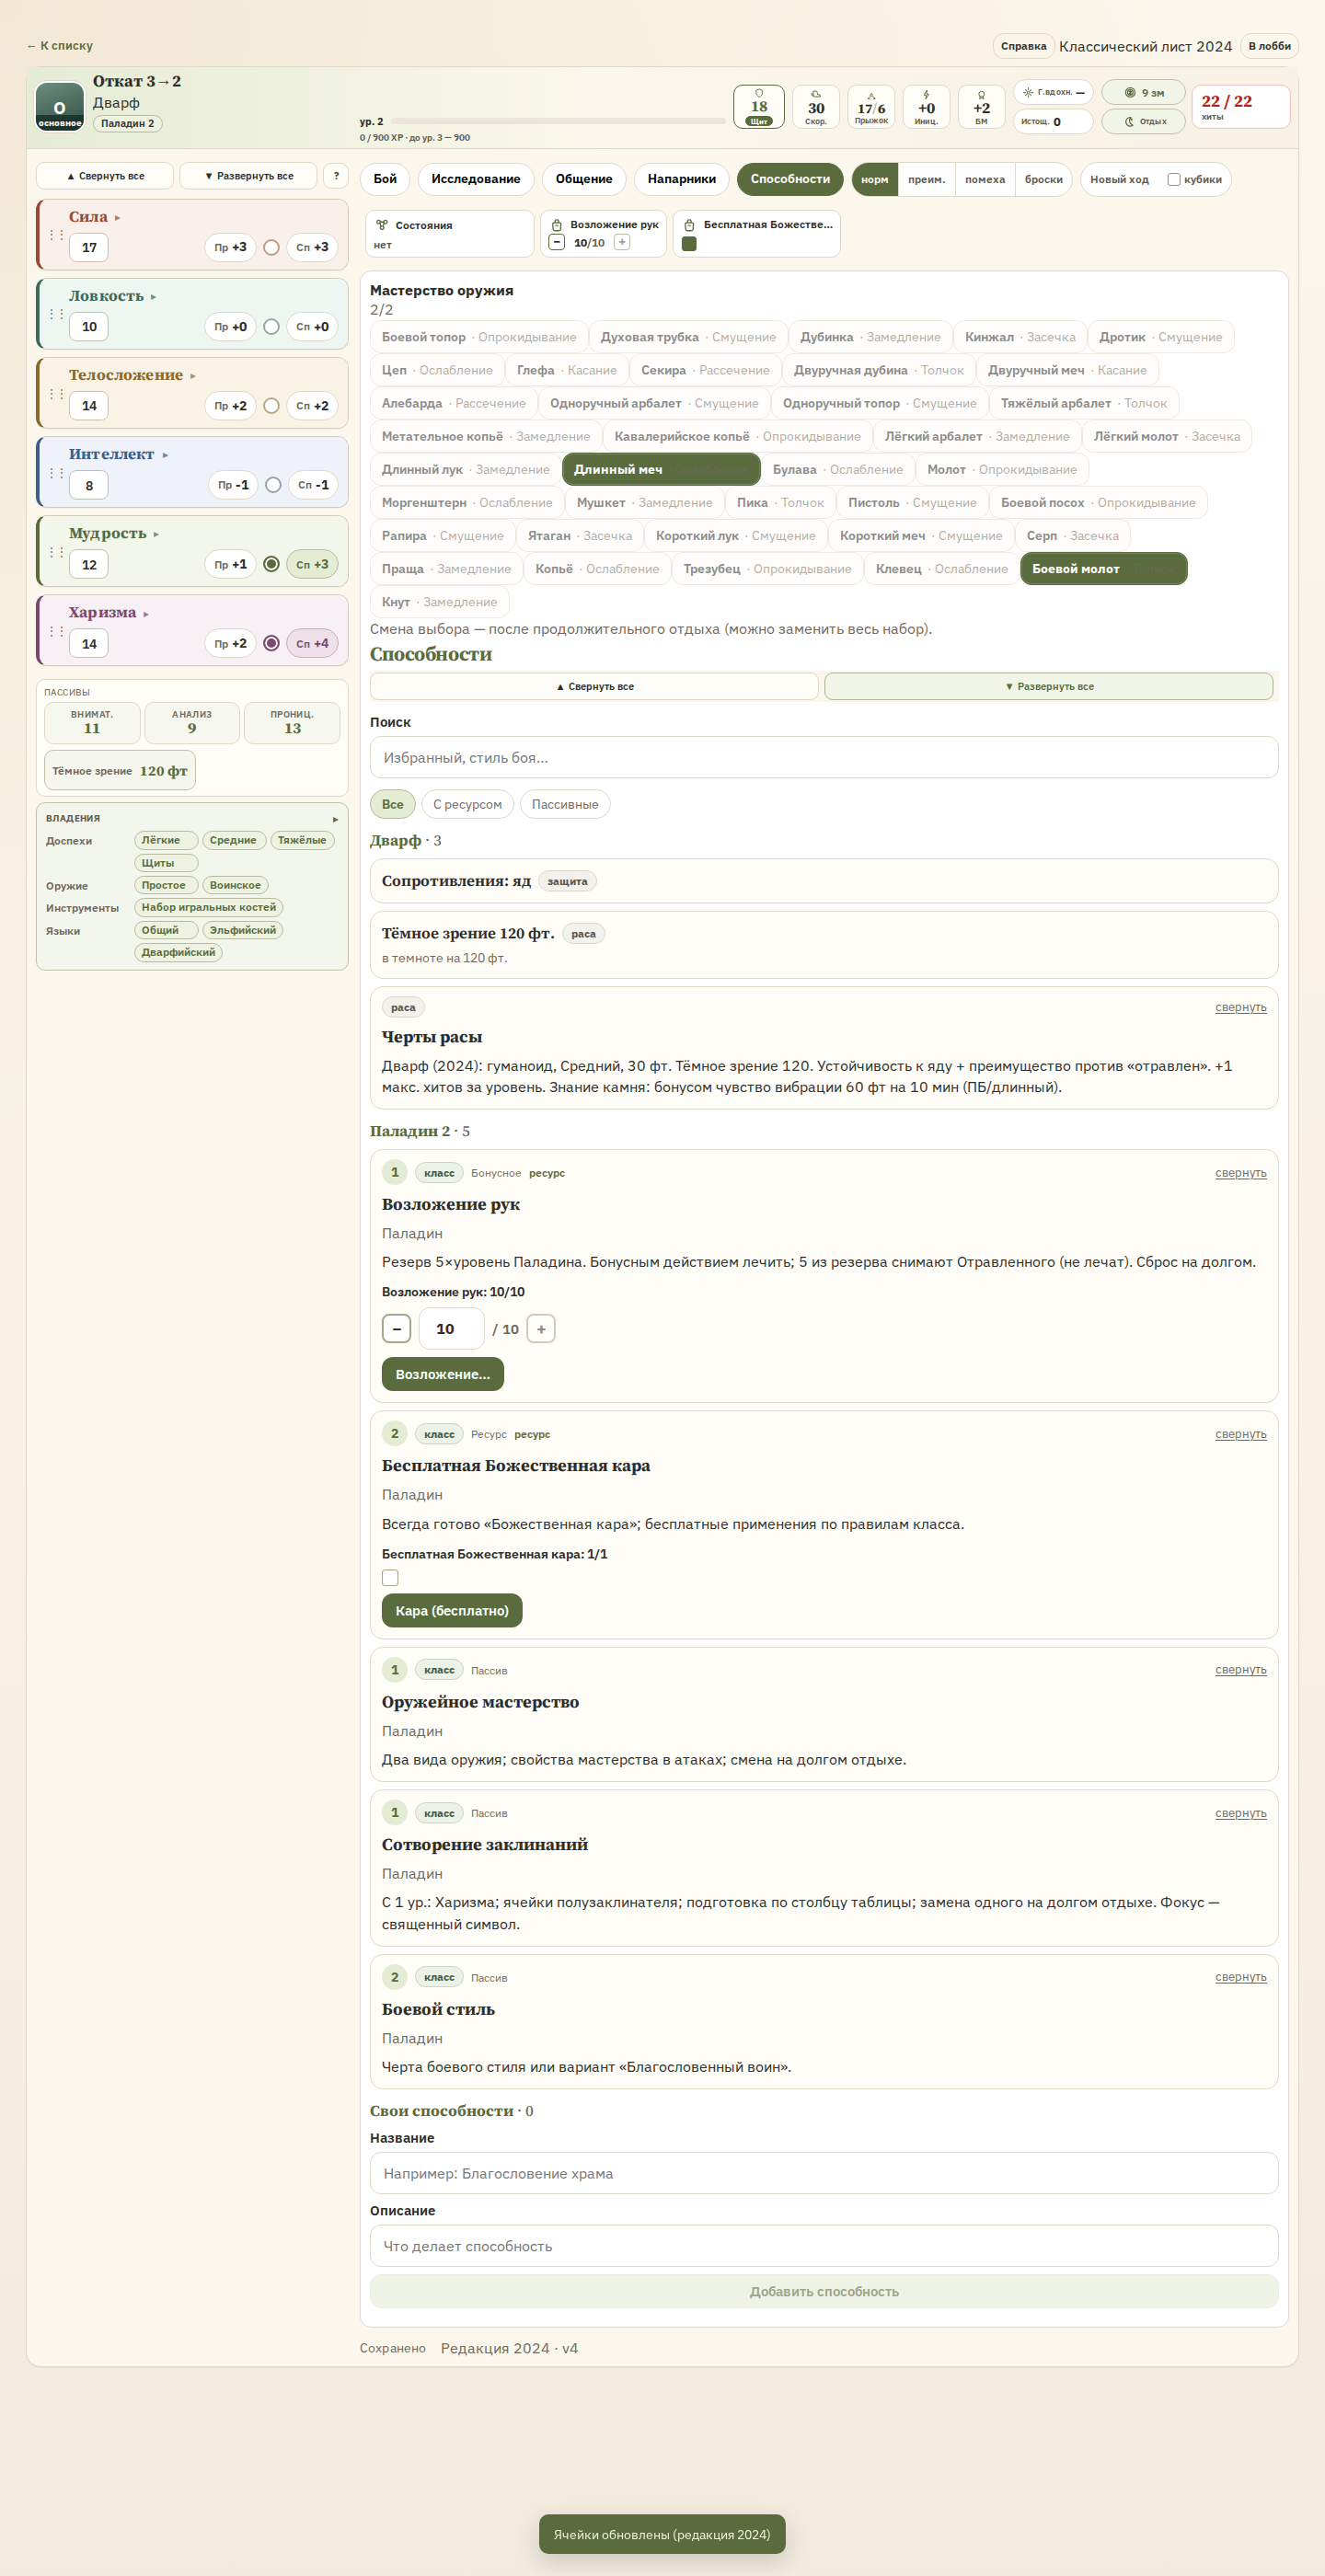 ← К списку
Справка Классический лист 2024 В лобби
О
основное
Откат 3→2
Дварф
Паладин 2
ур. 2
0 / 900 XP · до ур. 3 — 900
18
Щит
30
Скор.
17/6
Прыжок
+0
Иниц.
+2
БМ
Г.вдохн. —
Истощ. 0
9 зм
Отдых
22 / 22
хиты
▲ Свернуть все ▼ Развернуть все ?
Сила ▸
17 Пр +3 Сп +3
Ловкость ▸
10 Пр +0 Сп +0
Телосложение ▸
14 Пр +2 Сп +2
Интеллект ▸
8 Пр -1 Сп -1
Мудрость ▸
12 Пр +1 Сп +3
Харизма ▸
14 Пр +2 Сп +4
ПАССИВЫ
ВНИМАТ. АНАЛИЗ ПРОНИЦ.
11 9 13
Тёмное зрение 120 фт
ВЛАДЕНИЯ ▸
Доспехи Лёгкие Средние Тяжёлые
Щиты
Оружие Простое Воинское
Инструменты Набор игральных костей
Языки Общий Эльфийский
Дварфийский
Бой Исследование Общение Напарники Способности норм преим. помеха броски Новый ход кубики
Состояния
нет
Возложение рук
− 10/10 +
Бесплатная Божестве...
Мастерство оружия
2/2
Боевой топор · Опрокидывание Духовая трубка · Смущение Дубинка · Замедление Кинжал · Засечка Дротик · Смущение
Цеп · Ослабление Глефа · Касание Секира · Рассечение Двуручная дубина · Толчок Двуручный меч · Касание
Алебарда · Рассечение Одноручный арбалет · Смущение Одноручный топор · Смущение Тяжёлый арбалет · Толчок
Метательное копьё · Замедление Кавалерийское копьё · Опрокидывание Лёгкий арбалет · Замедление Лёгкий молот · Засечка
Длинный лук · Замедление Длинный меч Булава · Ослабление Молот · Опрокидывание
Моргенштерн · Ослабление Мушкет · Замедление Пика · Толчок Пистоль · Смущение Боевой посох · Опрокидывание
Рапира · Смущение Ятаган · Засечка Короткий лук · Смущение Короткий меч · Смущение Серп · Засечка
Праща · Замедление Копьё · Ослабление Трезубец · Опрокидывание Клевец · Ослабление Боевой молот
Кнут · Замедление
Смена выбора — после продолжительного отдыха (можно заменить весь набор).
Способности
▲ Свернуть все ▼ Развернуть все
Поиск
Избранный, стиль боя...
Все С ресурсом Пассивные
Дварф · 3
Сопротивления: яд защита
Тёмное зрение 120 фт. раса
в темноте на 120 фт.
раса свернуть
Черты расы
Дварф (2024): гуманоид, Средний, 30 фт. Тёмное зрение 120. Устойчивость к яду + преимущество против «отравлен». +1
макс. хитов за уровень. Знание камня: бонусом чувство вибрации 60 фт на 10 мин (ПБ/длинный).
Паладин 2 · 5
1 класс Бонусное ресурс свернуть
Возложение рук
Паладин
Резерв 5×уровень Паладина. Бонусным действием лечить; 5 из резерва снимают Отравленного (не лечат). Сброс на долгом.
Возложение рук: 10/10
− 10 / 10 +
Возложение...
2 класс Ресурс ресурс свернуть
Бесплатная Божественная кара
Паладин
Всегда готово «Божественная кара»; бесплатные применения по правилам класса.
Бесплатная Божественная кара: 1/1
Кара (бесплатно)
1 класс Пассив свернуть
Оружейное мастерство
Паладин
Два вида оружия; свойства мастерства в атаках; смена на долгом отдыхе.
1 класс Пассив свернуть
Сотворение заклинаний
Паладин
С 1 ур.: Харизма; ячейки полузаклинателя; подготовка по столбцу таблицы; замена одного на долгом отдыхе. Фокус —
священный символ.
2 класс Пассив свернуть
Боевой стиль
Паладин
Черта боевого стиля или вариант «Благословенный воин».
Свои способности · 0
Название
Например: Благословение храма
Описание
Что делает способность
Добавить способность
Сохранено Редакция 2024 · v4
Ячейки обновлены (редакция 2024)